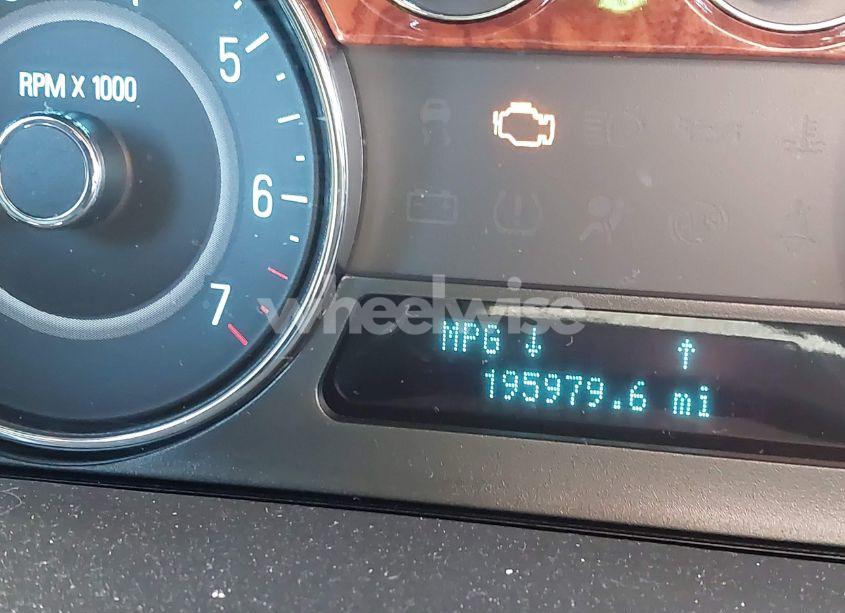 5
RPM X 1000
6
7
wheelwise
MPG ↓ ↑
195979.6 mi